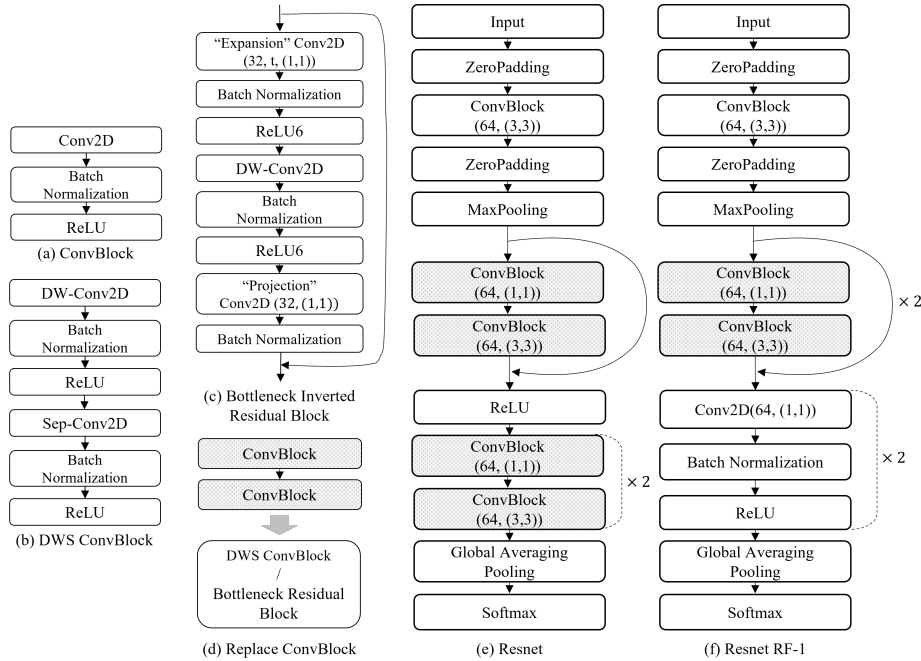 Conv2D
Batch
Normalization
ReLU
(a) ConvBlock
DW-Conv2D
Batch
Normalization
ReLU
Sep-Conv2D
Batch
Normalization
ReLU
(b) DWS ConvBlock
“Expansion” Conv2D
(32, t, (1,1))
Batch Normalization
ReLU6
DW-Conv2D
Batch
Normalization
ReLU6
“Projection”
Conv2D (32, (1,1))
Batch Normalization
(c) Bottleneck Inverted
Residual Block
ConvBlock
ConvBlock
DWS ConvBlock
/
Bottleneck Residual
Block
(d) Replace ConvBlock
Input
ZeroPadding
ConvBlock
(64, (3,3))
ZeroPadding
MaxPooling
ConvBlock
(64, (1,1))
ConvBlock
(64, (3,3))
ReLU
ConvBlock
(64, (1,1))
ConvBlock
(64, (3,3))
× 2
Global Averaging
Pooling
Softmax
(e) Resnet
Input
ZeroPadding
ConvBlock
(64, (3,3))
ZeroPadding
MaxPooling
ConvBlock
(64, (1,1))
ConvBlock
(64, (3,3))
× 2
Conv2D(64, (1,1))
Batch Normalization
ReLU
× 2
Global Averaging
Pooling
Softmax
(f) Resnet RF-1